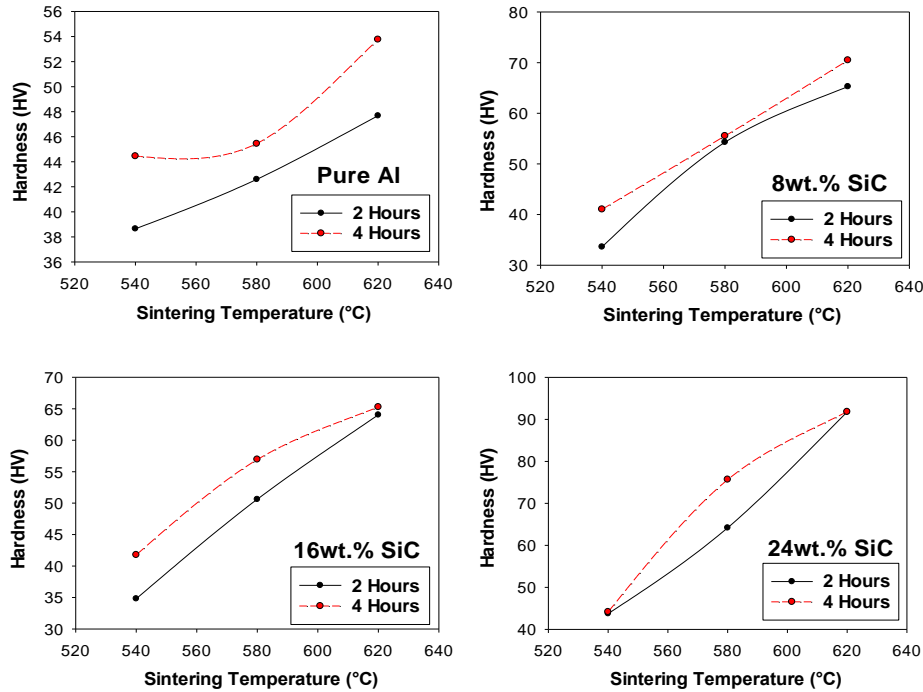 56
54
52
50
48
46
44
42
40
38
36
Hardness (HV)
Pure Al
2 Hours
4 Hours
520 540 560 580 600 620 640
Sintering Temperature (°C)
80
70
60
50
40
30
Hardness (HV)
8wt.% SiC
2 Hours
4 Hours
520 540 560 580 600 620 640
Sintering Temperature (°C)
70
65
60
55
50
45
40
35
30
Hardness (HV)
16wt.% SiC
2 Hours
4 Hours
520 540 560 580 600 620 640
Sintering Temperature (°C)
100
90
80
70
60
50
40
Hardness (HV)
24wt.% SiC
2 Hours
4 Hours
520 540 560 580 600 620 640
Sintering Temperature (°C)